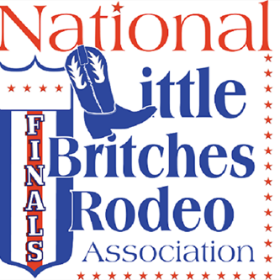 National
Little
Britches
Rodeo
Association
FINALS